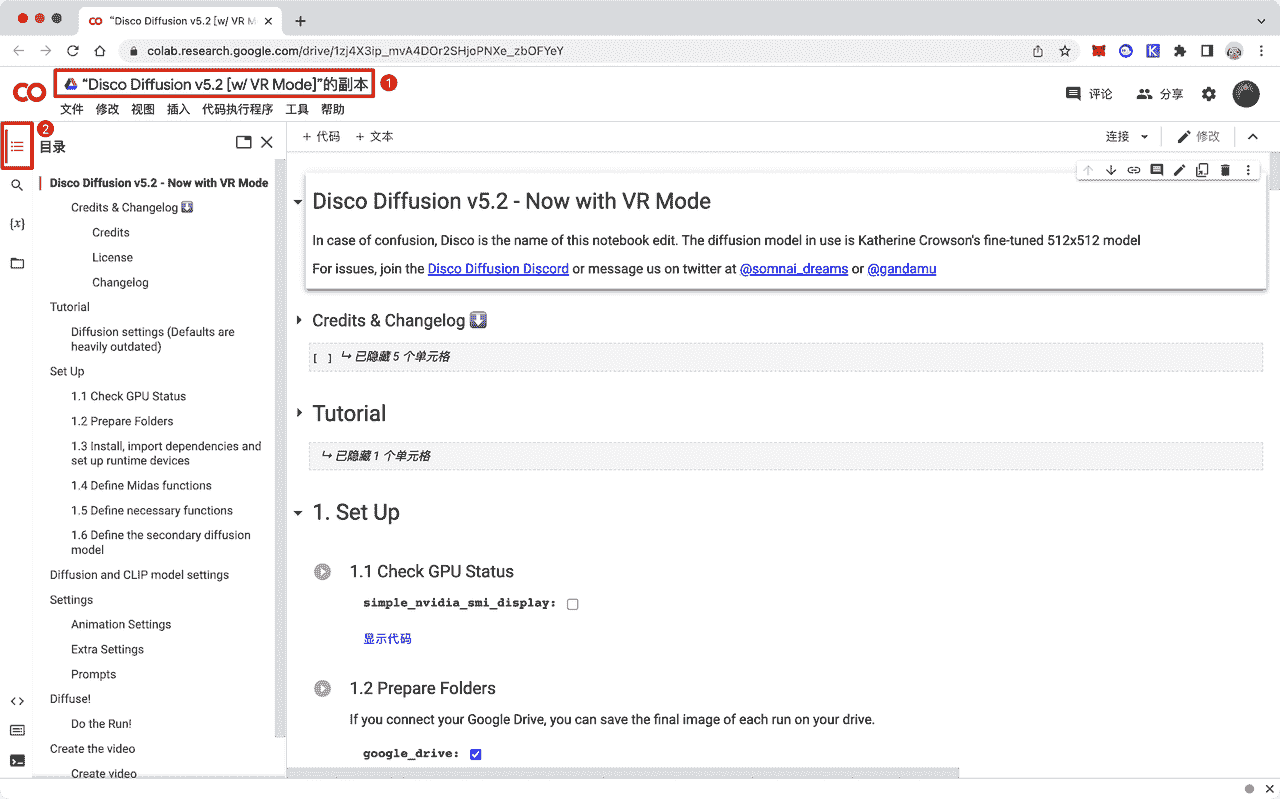 “Disco Diffusion v5.2 [w/ VR M
colab.research.google.com/drive/1zj4X3ip_mvA4DOr2SHjoPNXe_zbOFYeY
“Disco Diffusion v5.2 [w/ VR Mode]”的副本
1
评论
分享
文件 修改 视图 插入 代码执行程序 工具 帮助
2
目录
+ 代码 + 文本
连接
修改
Disco Diffusion v5.2 - Now with VR Mode
Credits & Changelog
Credits
License
Changelog
Tutorial
Diffusion settings (Defaults are
heavily outdated)
Set Up
1.1 Check GPU Status
1.2 Prepare Folders
1.3 Install, import dependencies and
set up runtime devices
1.4 Define Midas functions
1.5 Define necessary functions
1.6 Define the secondary diffusion
model
Diffusion and CLIP model settings
Settings
Animation Settings
Extra Settings
Prompts
Diffuse!
Do the Run!
Create the video
Create video
Disco Diffusion v5.2 - Now with VR Mode
In case of confusion, Disco is the name of this notebook edit. The diffusion model in use is Katherine Crowson's fine-tuned 512x512 model
For issues, join the Disco Diffusion Discord or message us on twitter at @somnai_dreams or @gandamu
Credits & Changelog
[ ] ↳ 已隐藏 5 个单元格
Tutorial
↳ 已隐藏 1 个单元格
1. Set Up
1.1 Check GPU Status
simple_nvidia_smi_display:
显示代码
1.2 Prepare Folders
If you connect your Google Drive, you can save the final image of each run on your drive.
google_drive: